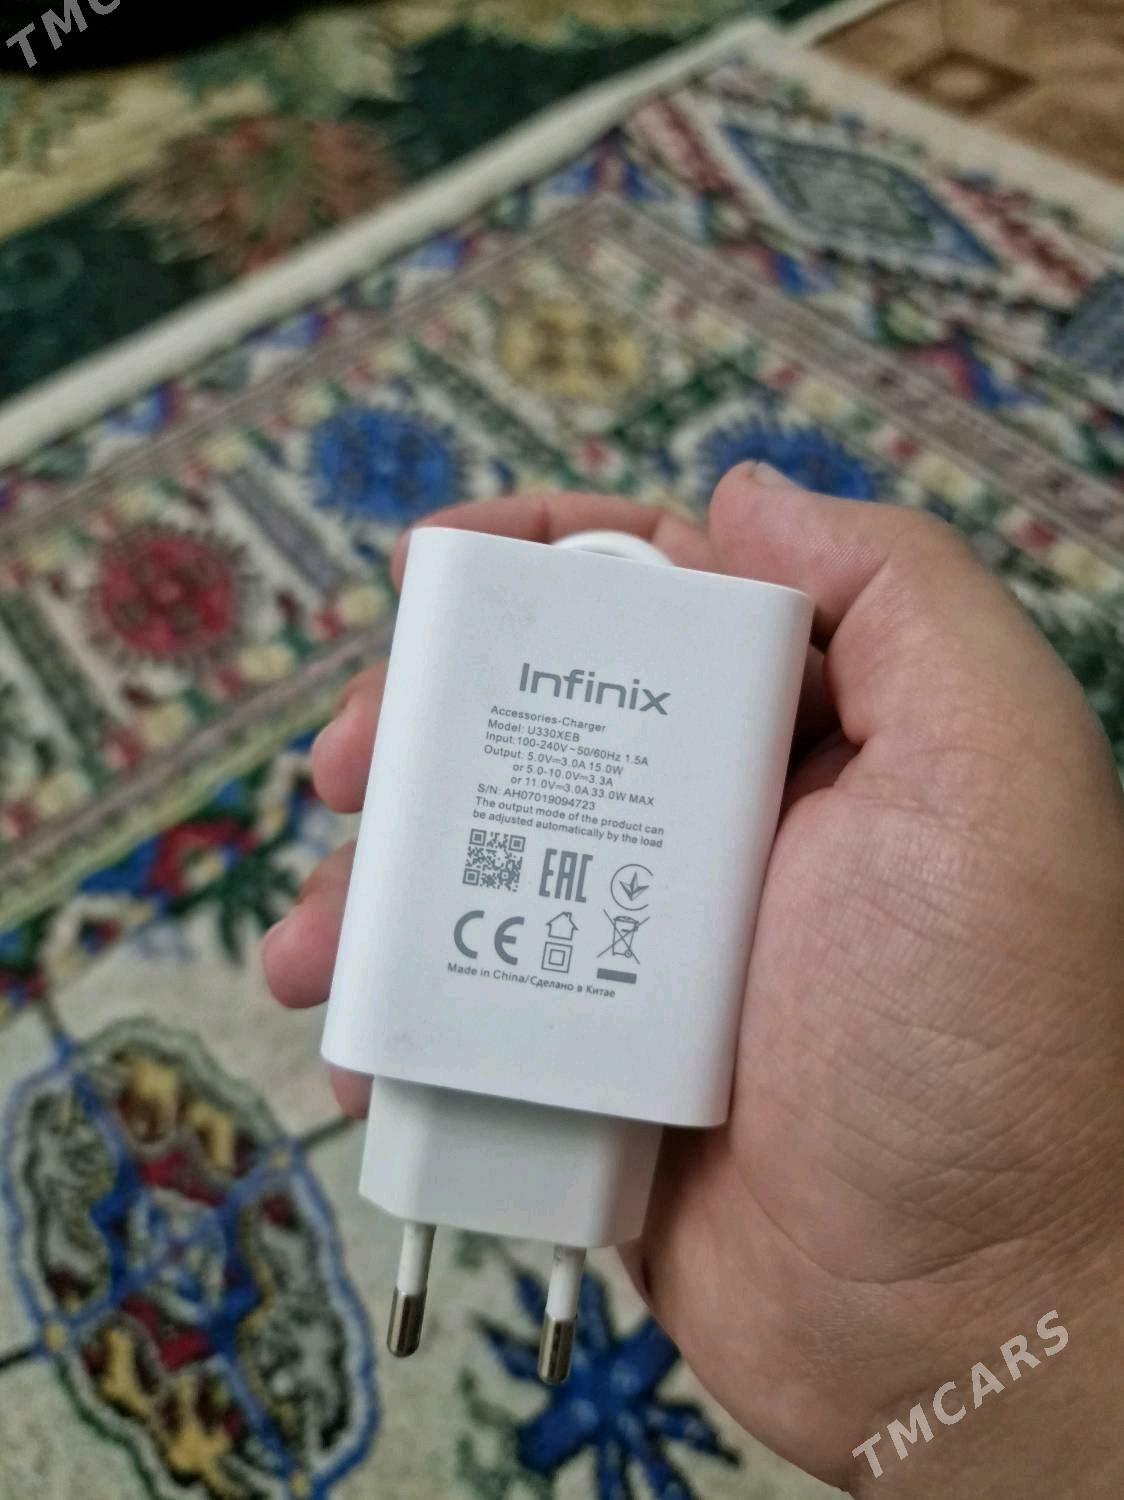 TMC
Infinix
Accessories-Charger
Model: U330XEB
Input:100-240V~50/60Hz 1.5A
Output: 5.0V⎓3.0A 15.0W
or 5.0-10.0V⎓3.3A
or 11.0V⎓3.0A 33.0W MAX
S/N: AH07019094723
The output mode of the product can
be adjusted automatically by the load
EAC
CE
Made in China/Сделано в Китае
TMCARS